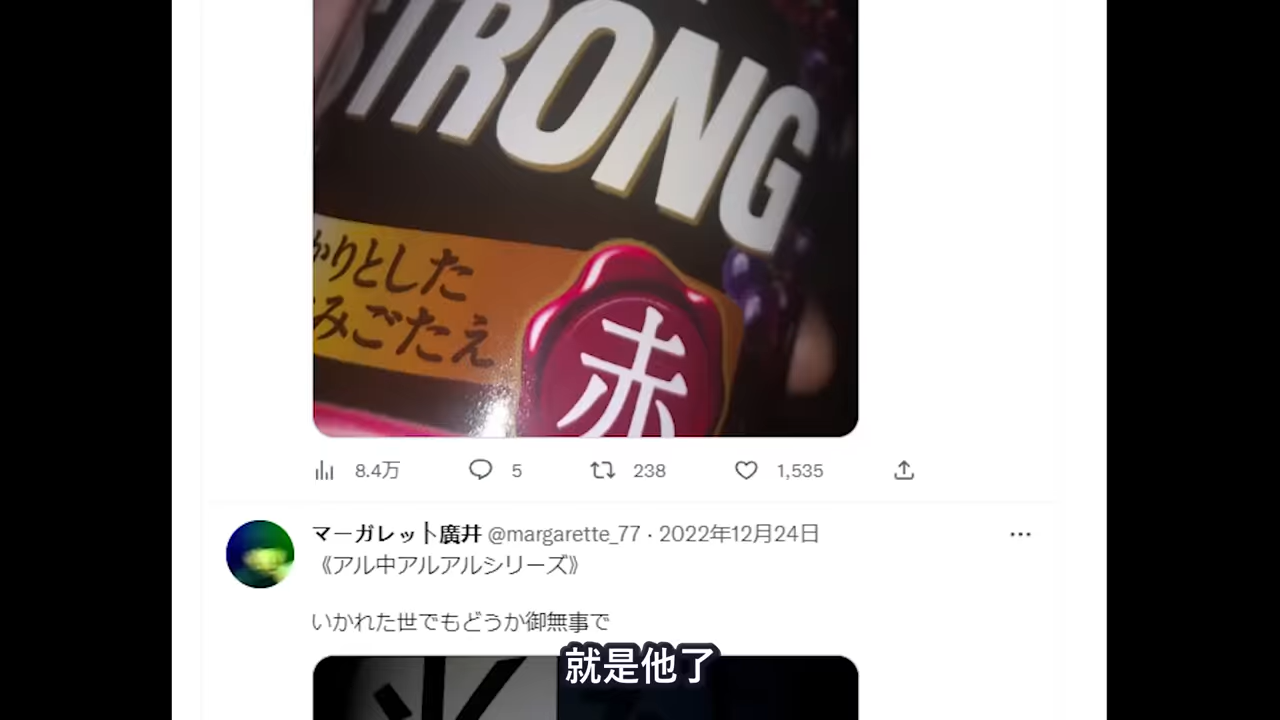 STRONG
かりとした
みごたえ
赤
8.4万 5 238 1,535
マーガレット廣井 @margarette_77 · 2022年12月24日
《アル中アルアルシリーズ》
いかれた世でもどうか御無事で
就是他了